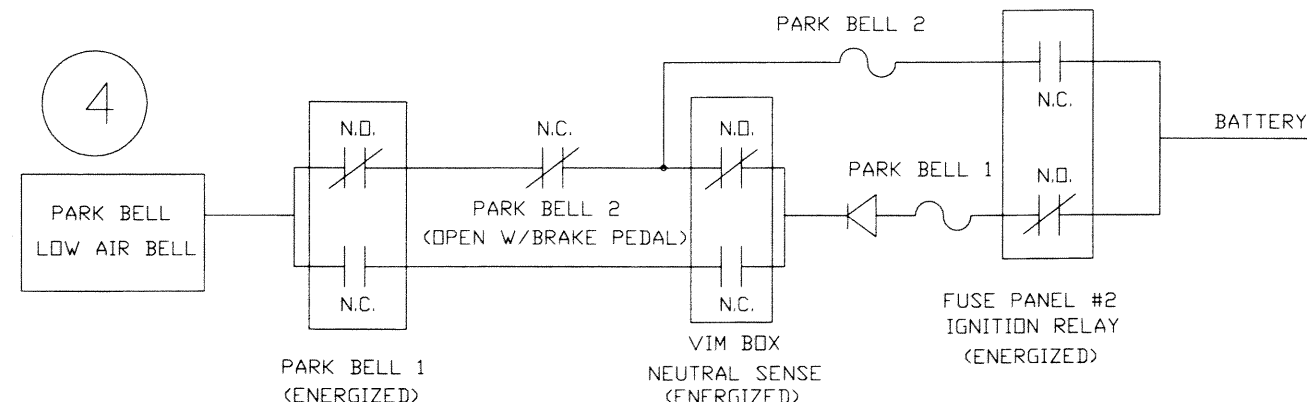 PARK BELL 2
4
N.C.
BATTERY
N.O.
N.C.
N.O.
PARK BELL 1
N.O.
PARK BELL
LOW AIR BELL
PARK BELL 2
(OPEN W/BRAKE PEDAL)
N.C.
N.C.
FUSE PANEL #2
IGNITION RELAY
(ENERGIZED)
VIM BOX
NEUTRAL SENSE
(ENERGIZED)
PARK BELL 1
(ENERGIZED)